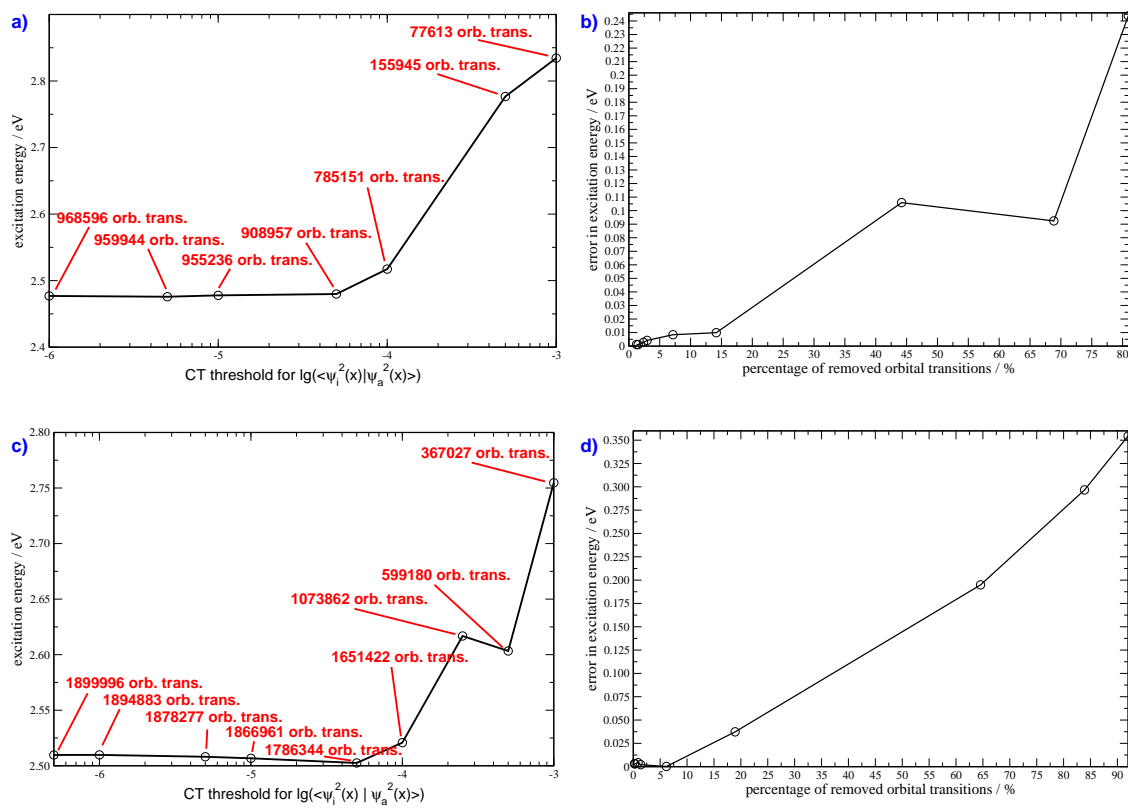 a)
excitation energy / eV
2.8
2.7
2.6
2.5
2.4
-6
-5
-4
-3
CT threshold for lg(<ψi²(x)|ψa²(x)>)
968596 orb. trans.
959944 orb. trans.
955236 orb. trans.
908957 orb. trans.
785151 orb. trans.
155945 orb. trans.
77613 orb. trans.
b)
error in excitation energy / eV
0.24
0.23
0.22
0.21
0.2
0.19
0.18
0.17
0.16
0.15
0.14
0.13
0.12
0.11
0.1
0.09
0.08
0.07
0.06
0.05
0.04
0.03
0.02
0.01
0
0 5 10 15 20 25 30 35 40 45 50 55 60 65 70 75 80
percentage of removed orbital transitions / %
c)
excitation energy / eV
2.80
2.75
2.70
2.65
2.60
2.55
2.50
-6
-5
-4
-3
CT threshold for lg(<ψi²(x) | ψa²(x)>)
1899996 orb. trans.
1894883 orb. trans.
1878277 orb. trans.
1866961 orb. trans.
1786344 orb. trans.
1651422 orb. trans.
1073862 orb. trans.
599180 orb. trans.
367027 orb. trans.
d)
error in excitation energy / eV
0.350
0.325
0.300
0.275
0.250
0.225
0.200
0.175
0.150
0.125
0.100
0.075
0.050
0.025
0
0 5 10 15 20 25 30 35 40 45 50 55 60 65 70 75 80 85 90
percentage of removed orbital transitions / %